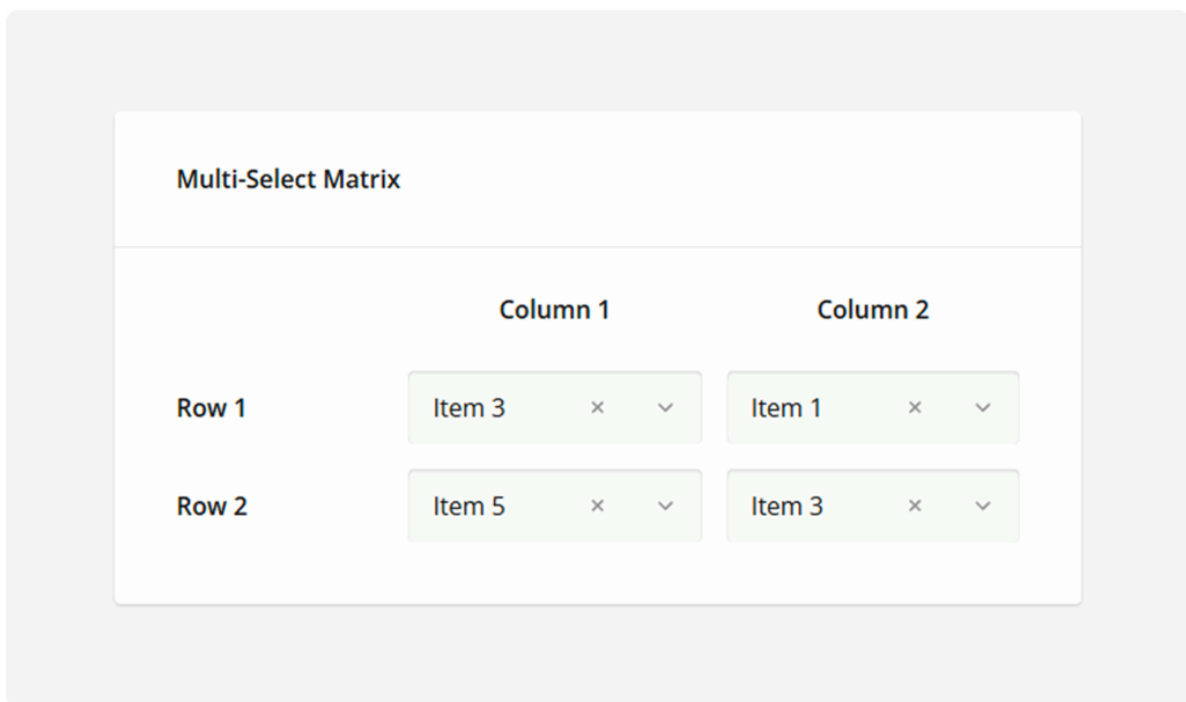 Multi-Select Matrix
Column 1 Column 2
Row 1 Item 3 Item 1
Row 2 Item 5 Item 3